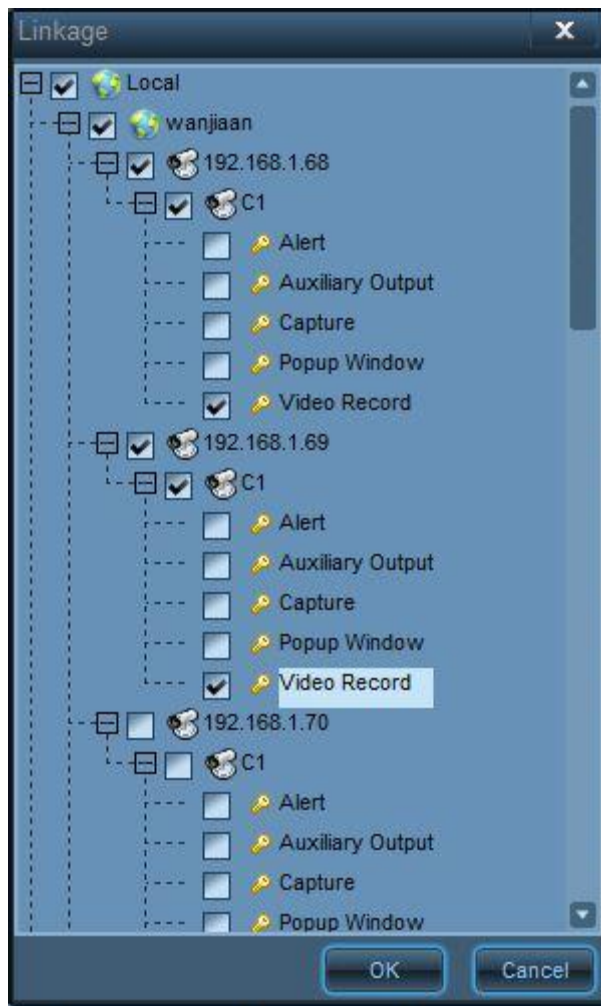 Linkage
Local
wanjiaan
192.168.1.68
C1
Alert
Auxiliary Output
Capture
Popup Window
Video Record
192.168.1.69
C1
Alert
Auxiliary Output
Capture
Popup Window
Video Record
192.168.1.70
C1
Alert
Auxiliary Output
Capture
Popup Window
OK Cancel